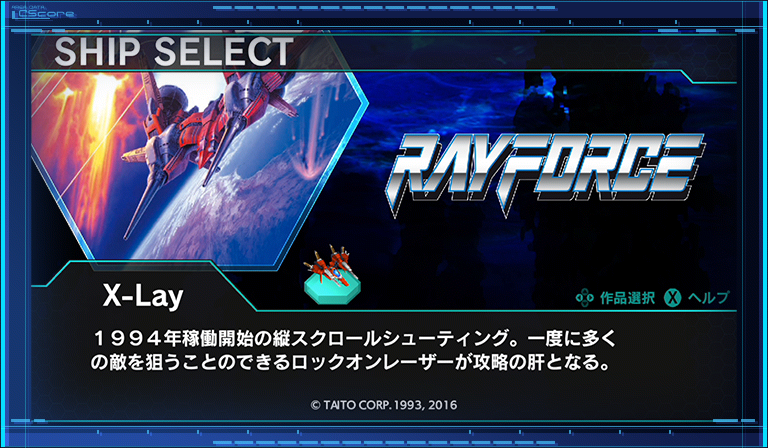 SHIP SELECT
RAYFORCE
X-Lay
作品選択 X ヘルプ
１９９４年稼働開始の縦スクロールシューティング。一度に多く
の敵を狙うことのできるロックオンレーザーが攻略の肝となる。
© TAITO CORP. 1993, 2016